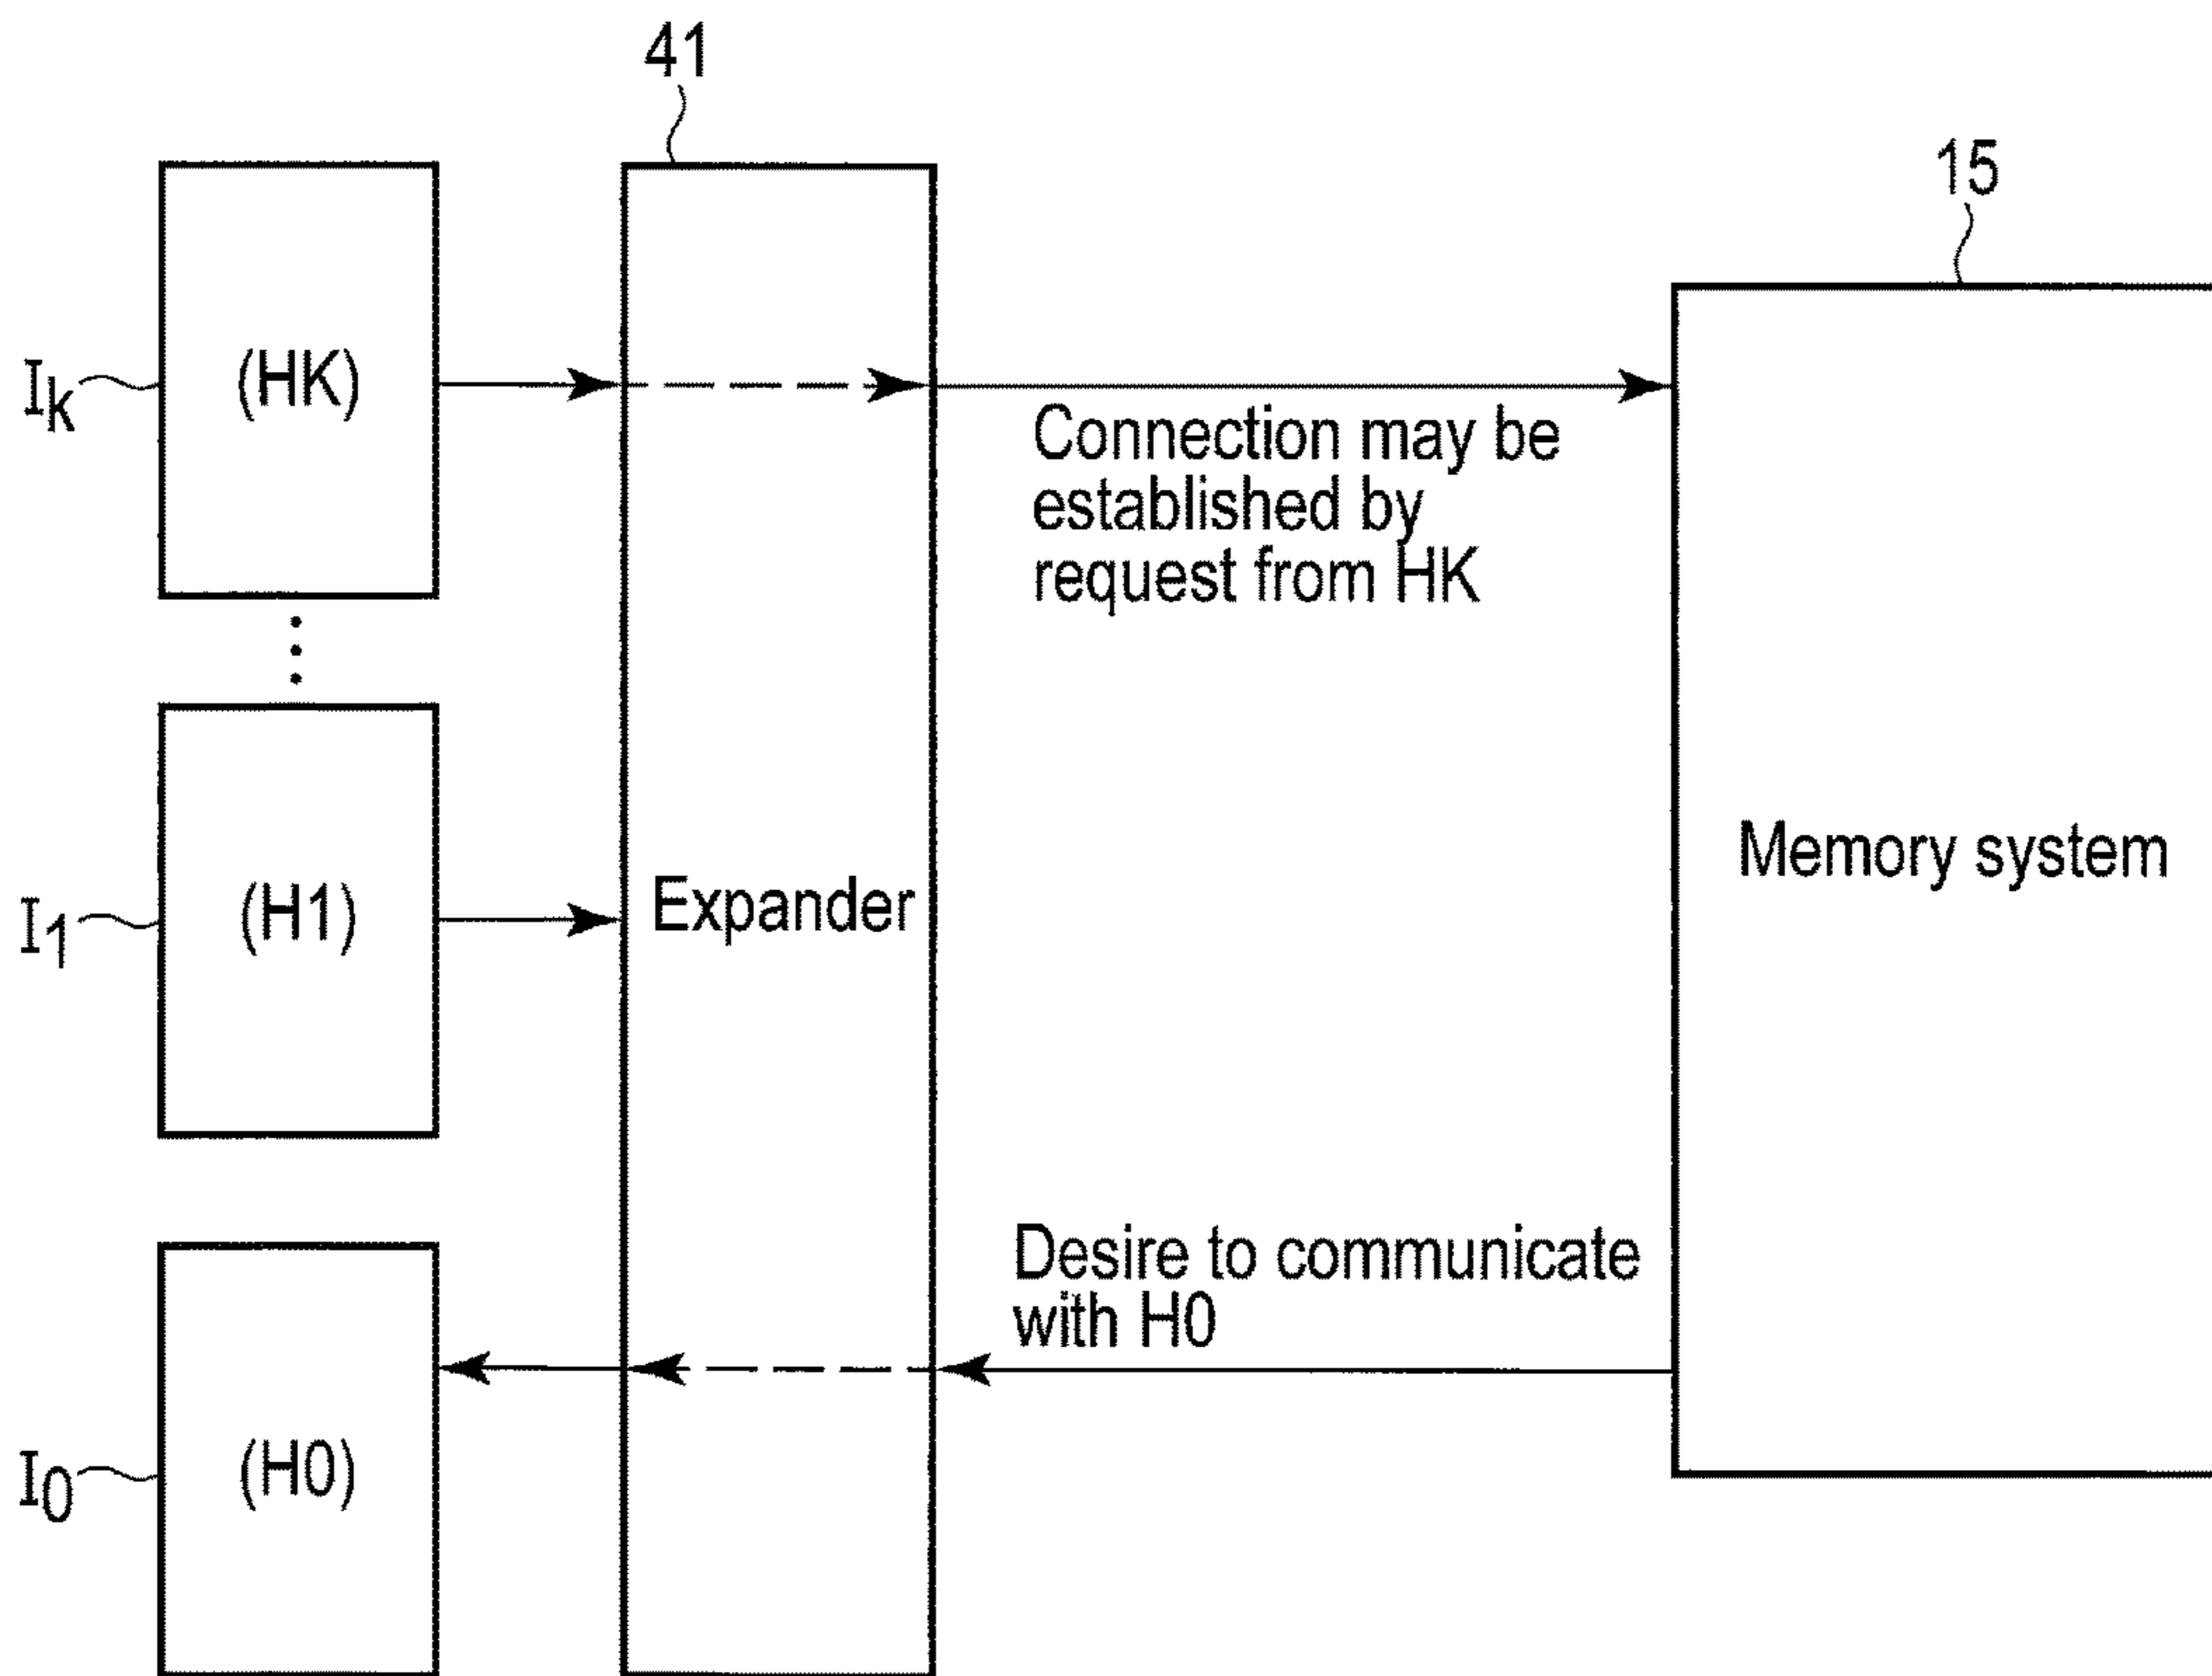 41
15
(HK)
Ik
Connection may be
established by
request from HK
(H1)
I1
Expander
Memory system
Desire to communicate
with H0
(H0)
I0